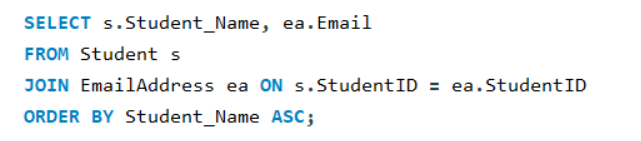 SELECT s.Student_Name, ea.Email
FROM Student s
JOIN EmailAddress ea ON s.StudentID = ea.StudentID
ORDER BY Student_Name ASC;